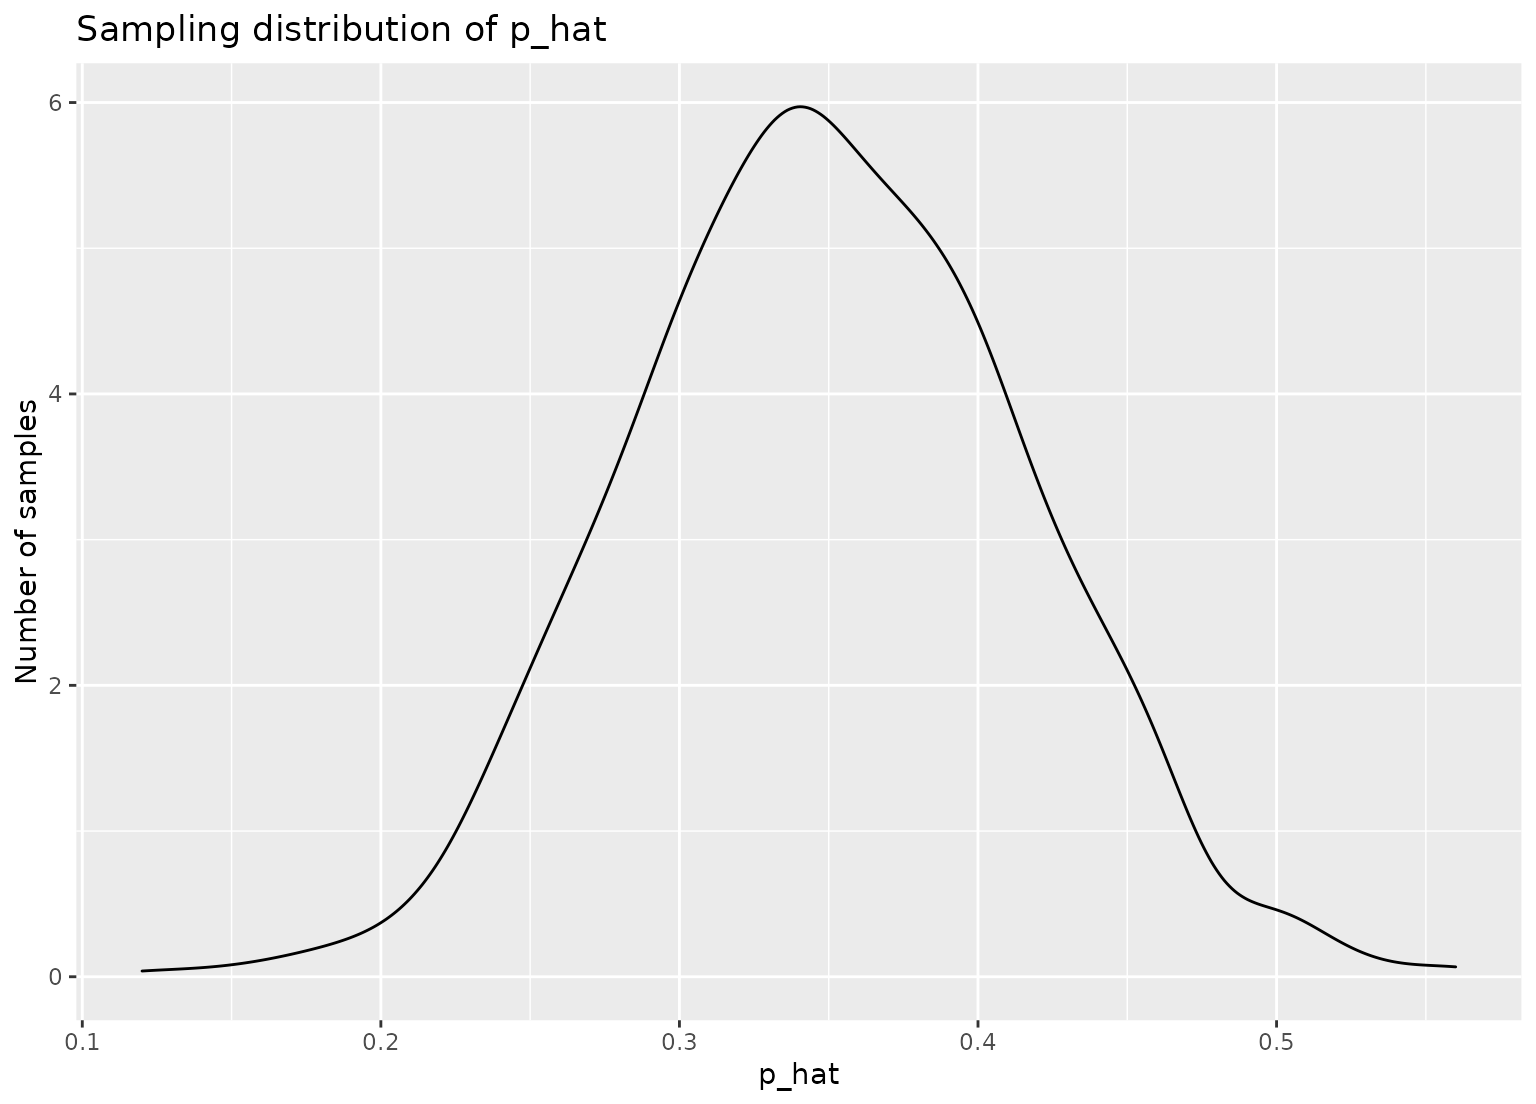 Sampling distribution of p_hat
6
4
2
0
Number of samples
0.1 0.2 0.3 0.4 0.5
p_hat